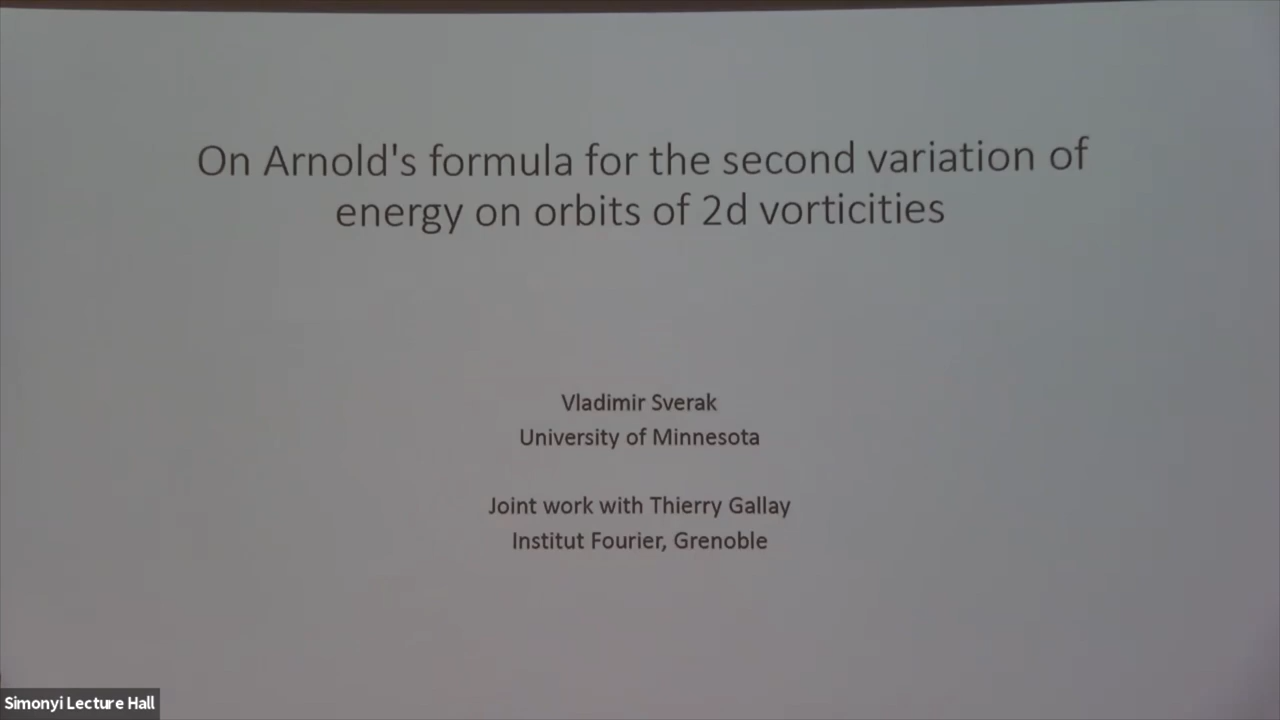 On Arnold's formula for the second variation of
energy on orbits of 2d vorticities
Vladimir Sverak
University of Minnesota
Joint work with Thierry Gallay
Institut Fourier, Grenoble
Simonyi Lecture Hall